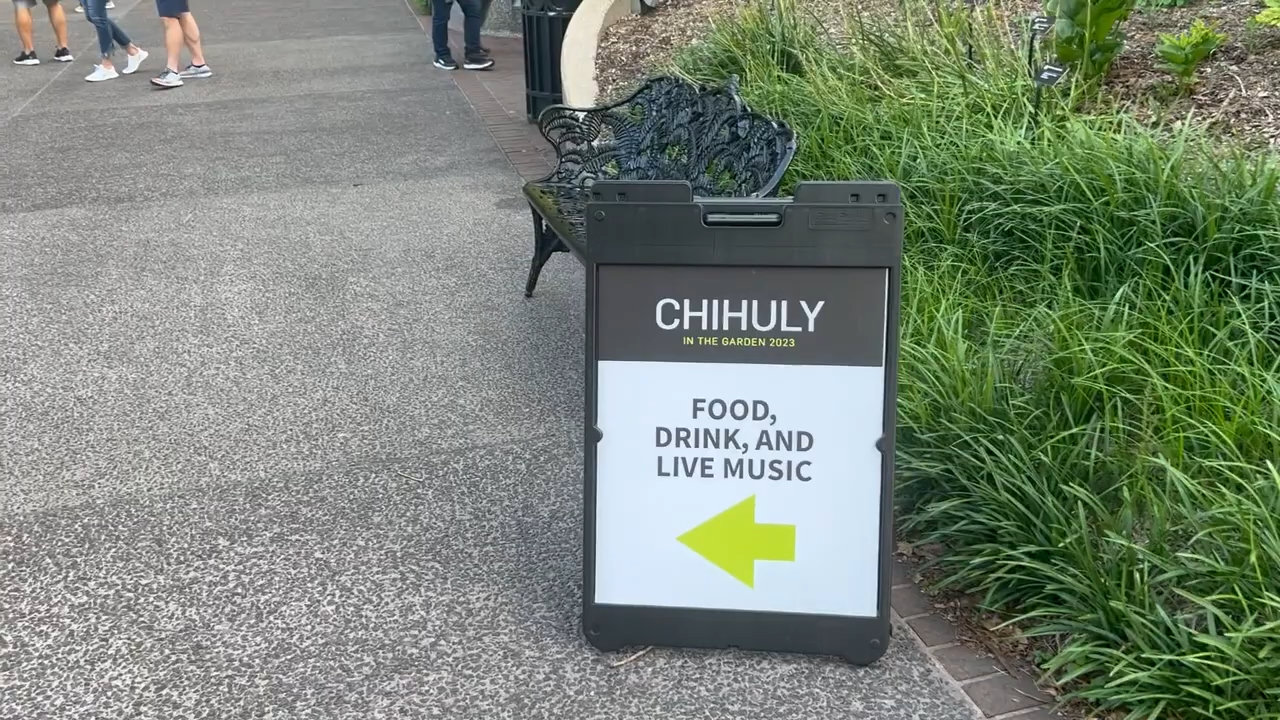 CHIHULY
IN THE GARDEN 2023
FOOD,
DRINK, AND
LIVE MUSIC